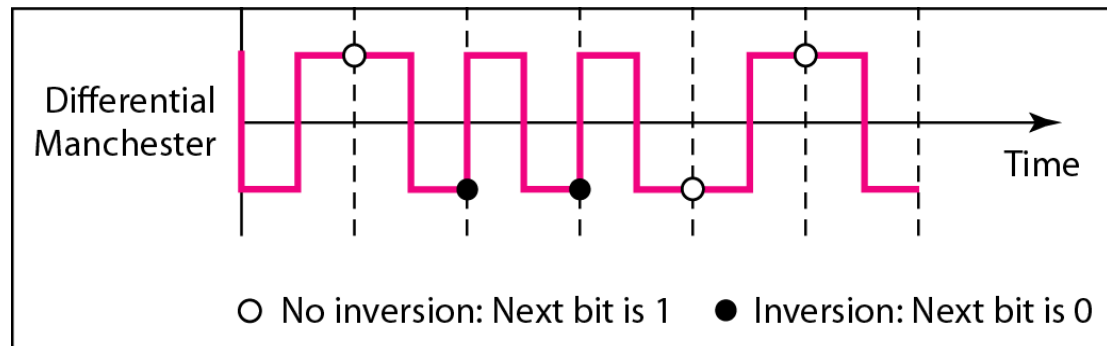 Differential
Manchester
Time
No inversion: Next bit is 1
Inversion: Next bit is 0